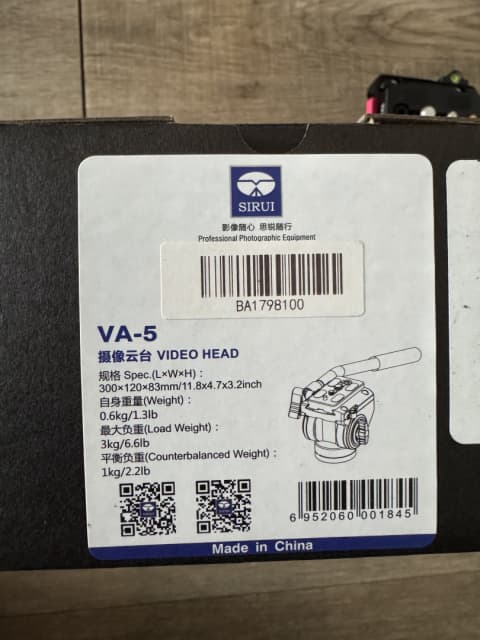 SIRUI
影像随心 思锐随行
Professional Photographic Equipment
BA1798100
VA-5
摄像云台 VIDEO HEAD
规格 Spec.(L×W×H)：
300×120×83mm/11.8x4.7x3.2inch
自身重量(Weight)：
0.6kg/1.3lb
最大负重(Load Weight)：
3kg/6.6lb
平衡负重(Counterbalanced Weight)：
1kg/2.2lb
6 952060 001845
Made in China